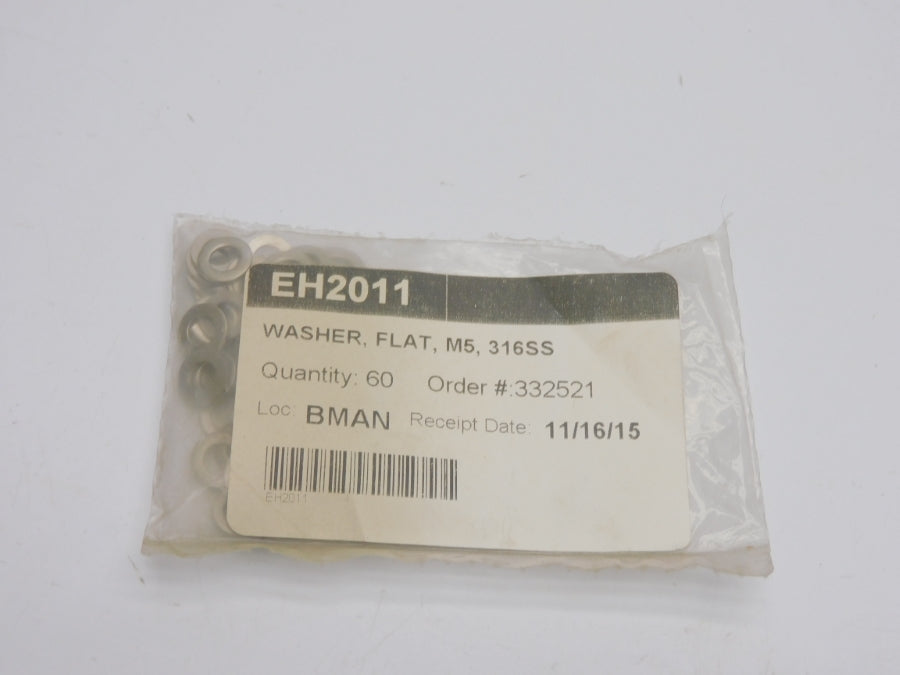 EH2011
WASHER, FLAT, M5, 316SS
Quantity: 60 Order #:332521
Loc: BMAN Receipt Date: 11/16/15
EH2011